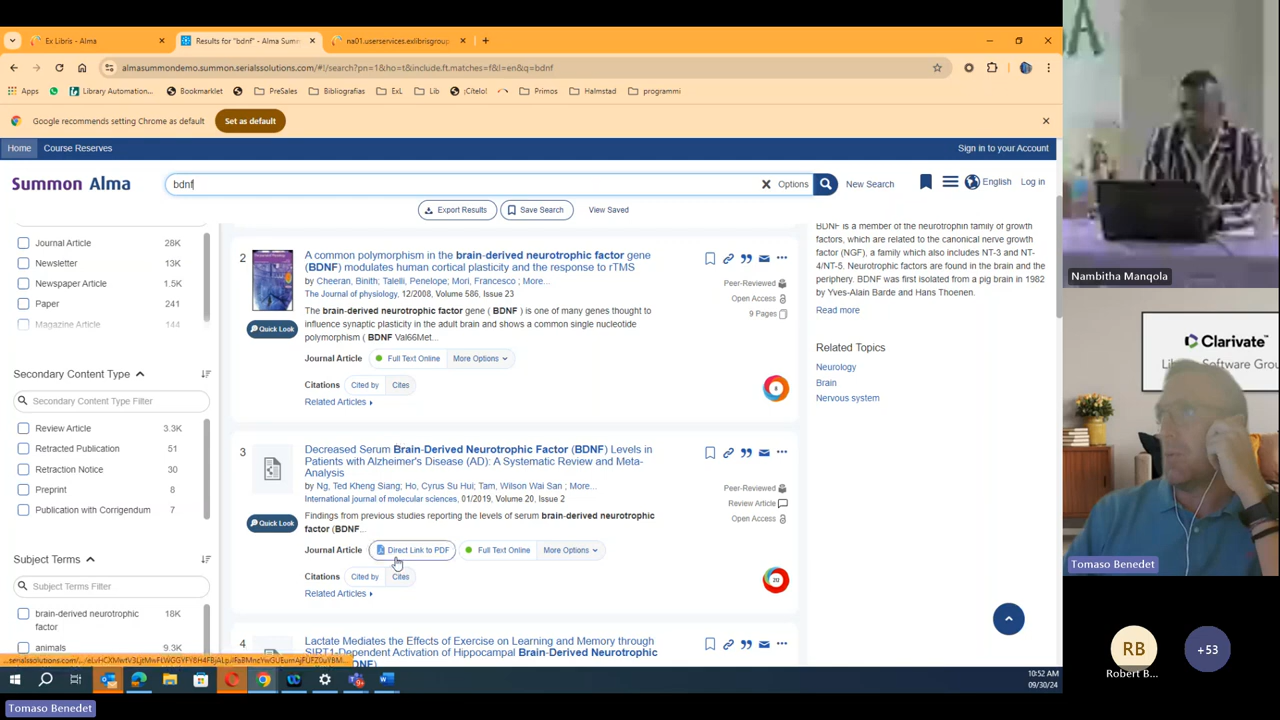 Ex Libris - Alma
Results for "bdnf" - Alma Summ
na01.userservices.exlibrisgroup
almasummondemo.summon.serialssolutions.com/#!/search?pn=1&ho=t&include.ft.matches=f&l=en&q=bdnf
Apps
Library Automation...
Bookmarklet
PreSales
Bibliografias
ExL
Lib
¡Cítelo!
Primos
Halmstad
programmi
Google recommends setting Chrome as default
Set as default
Home
Course Reserves
Sign in to your Account
Summon Alma
bdnf
Options
New Search
English
Log in
Export Results
Save Search
View Saved
Journal Article 28K
Newsletter 13K
Newspaper Article 1.5K
Paper 241
Magazine Article 144
Secondary Content Type
Secondary Content Type Filter
Review Article 3.3K
Retracted Publication 51
Retraction Notice 30
Preprint 8
Publication with Corrigendum 7
Subject Terms
Subject Terms Filter
brain-derived neurotrophic 18K
factor
animals 9.3K
2
A common polymorphism in the brain-derived neurotrophic factor gene
(BDNF) modulates human cortical plasticity and the response to rTMS
by Cheeran, Binith; Talelli, Penelope; Mori, Francesco ; More...
The Journal of physiology, 12/2008, Volume 586, Issue 23
The brain-derived neurotrophic factor gene ( BDNF ) is one of many genes thought to
influence synaptic plasticity in the adult brain and shows a common single nucleotide
polymorphism ( BDNF Val66Met...
Quick Look
Journal Article
Full Text Online
More Options
Citations
Cited by
Cites
Related Articles
Peer-Reviewed
Open Access
9 Pages
8
3
Decreased Serum Brain-Derived Neurotrophic Factor (BDNF) Levels in
Patients with Alzheimer's Disease (AD): A Systematic Review and Meta-
Analysis
by Ng, Ted Kheng Siang; Ho, Cyrus Su Hui; Tam, Wilson Wai San ; More...
International journal of molecular sciences, 01/2019, Volume 20, Issue 2
Findings from previous studies reporting the levels of serum brain-derived neurotrophic
factor (BDNF...
Quick Look
Journal Article
Direct Link to PDF
Full Text Online
More Options
Citations
Cited by
Cites
Related Articles
Peer-Reviewed
Review Article
Open Access
4
Lactate Mediates the Effects of Exercise on Learning and Memory through
SIRT1-Dependent Activation of Hippocampal Brain-Derived Neurotrophic
BDNF is a member of the neurotrophin family of growth
factors, which are related to the canonical nerve growth
factor (NGF), a family which also includes NT-3 and NT-
4/NT-5. Neurotrophic factors are found in the brain and the
periphery. BDNF was first isolated from a pig brain in 1982
by Yves-Alain Barde and Hans Thoenen.
Read more
Related Topics
Neurology
Brain
Nervous system
10:52 AM
09/30/24
Tomaso Benedet
A
Nambitha Manqola
Clarivate
Tomaso Benedet
RB
Robert B...
+53